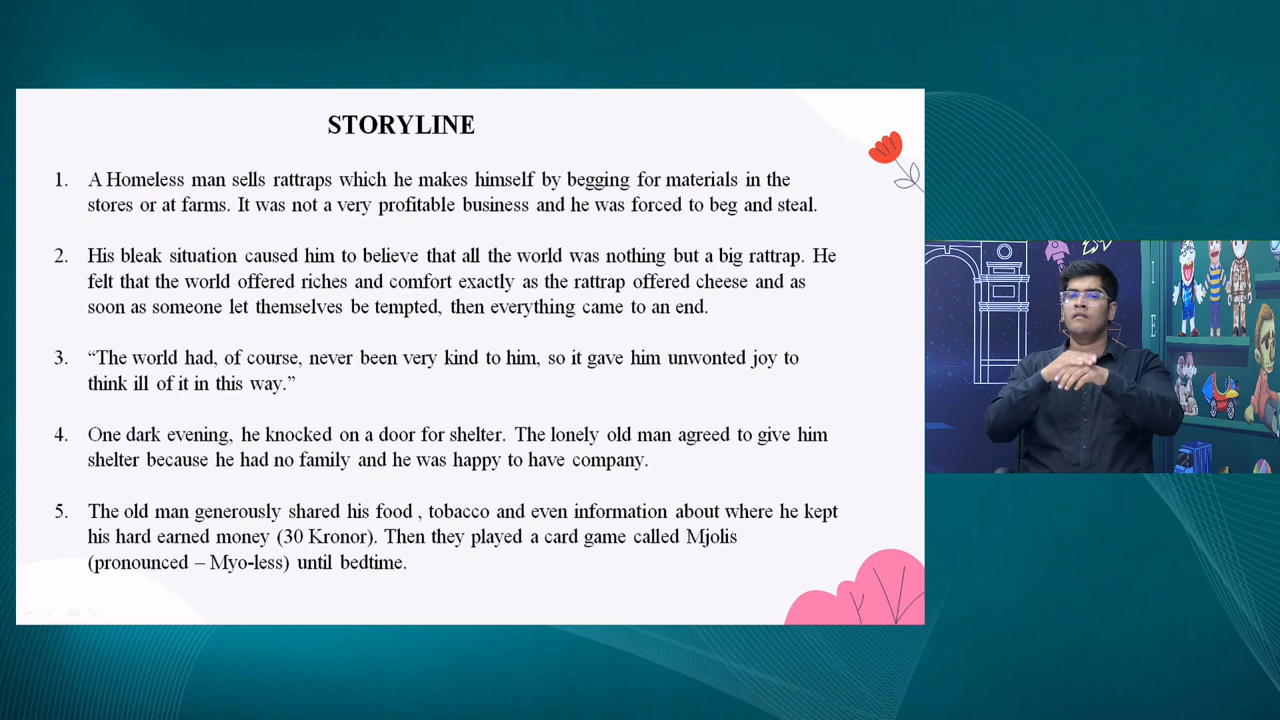 STORYLINE
1. A Homeless man sells rattraps which he makes himself by begging for materials in the
stores or at farms. It was not a very profitable business and he was forced to beg and steal.
2. His bleak situation caused him to believe that all the world was nothing but a big rattrap. He
felt that the world offered riches and comfort exactly as the rattrap offered cheese and as
soon as someone let themselves be tempted, then everything came to an end.
3. “The world had, of course, never been very kind to him, so it gave him unwonted joy to
think ill of it in this way.”
4. One dark evening, he knocked on a door for shelter. The lonely old man agreed to give him
shelter because he had no family and he was happy to have company.
5. The old man generously shared his food , tobacco and even information about where he kept
his hard earned money (30 Kronor). Then they played a card game called Mjolis
(pronounced – Myo-less) until bedtime.
I
E